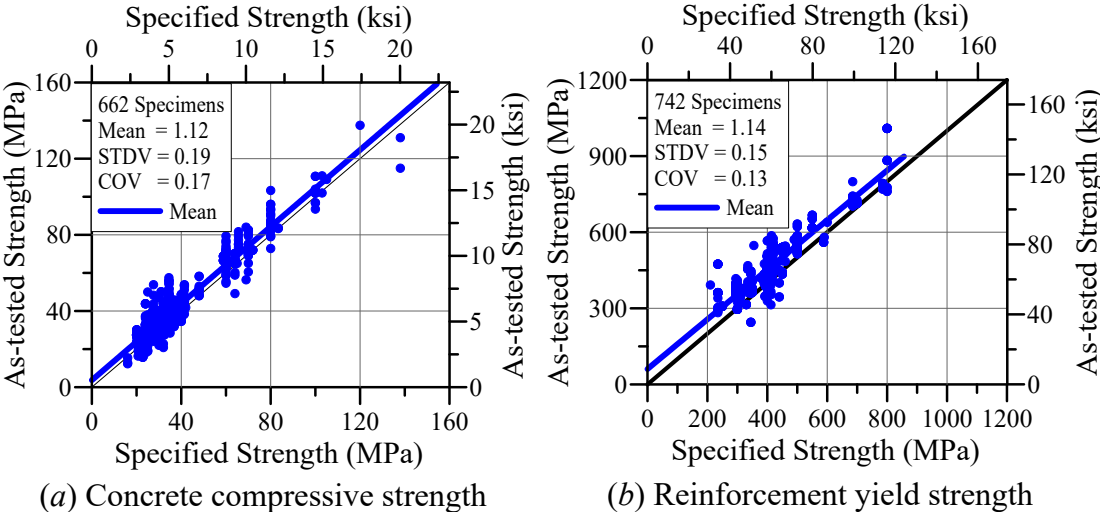 Specified Strength (ksi)
0 5 10 15 20
As-tested Strength (MPa)
160
120
80
40
0
662 Specimens
Mean = 1.12
STDV = 0.19
COV = 0.17
Mean
20
15
10
5
0
As-tested Strength (ksi)
0 40 80 120 160
Specified Strength (MPa)
(a) Concrete compressive strength
Specified Strength (ksi)
0 40 80 120 160
As-tested Strength (MPa)
1200
900
600
300
0
742 Specimens
Mean = 1.14
STDV = 0.15
COV = 0.13
Mean
160
120
80
40
0
As-tested Strength (ksi)
0 200 400 600 800 1000 1200
Specified Strength (MPa)
(b) Reinforcement yield strength